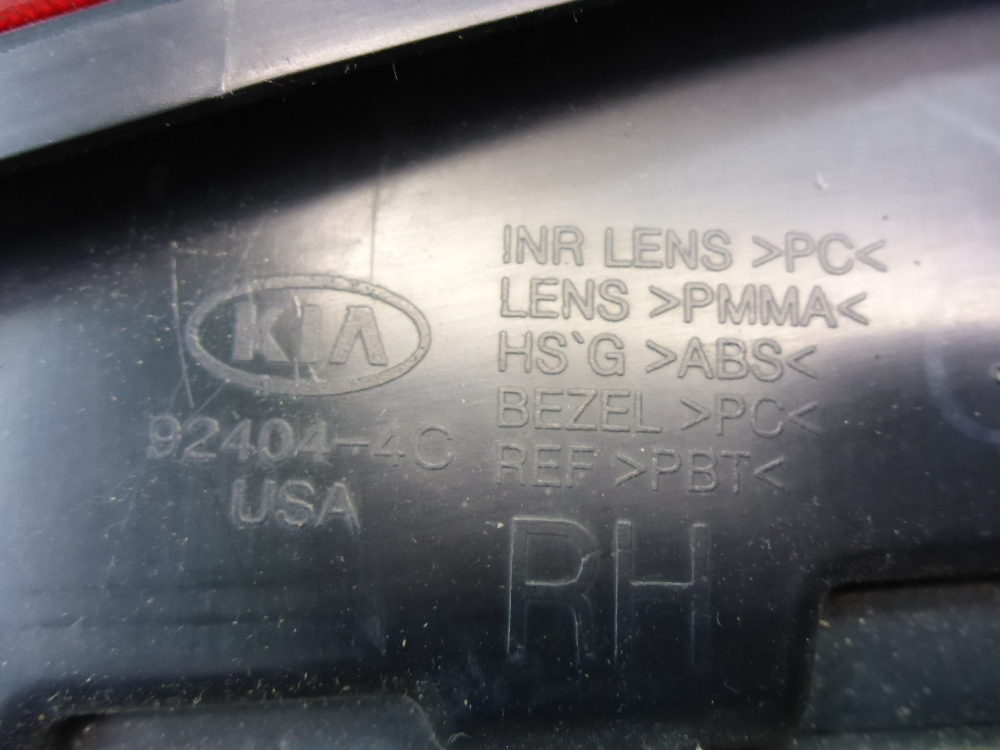 KIA
92404-4C
USA
INR LENS >PC<
LENS >PMMA<
HS`G >ABS<
BEZEL >PC<
REF >PBT<
RH